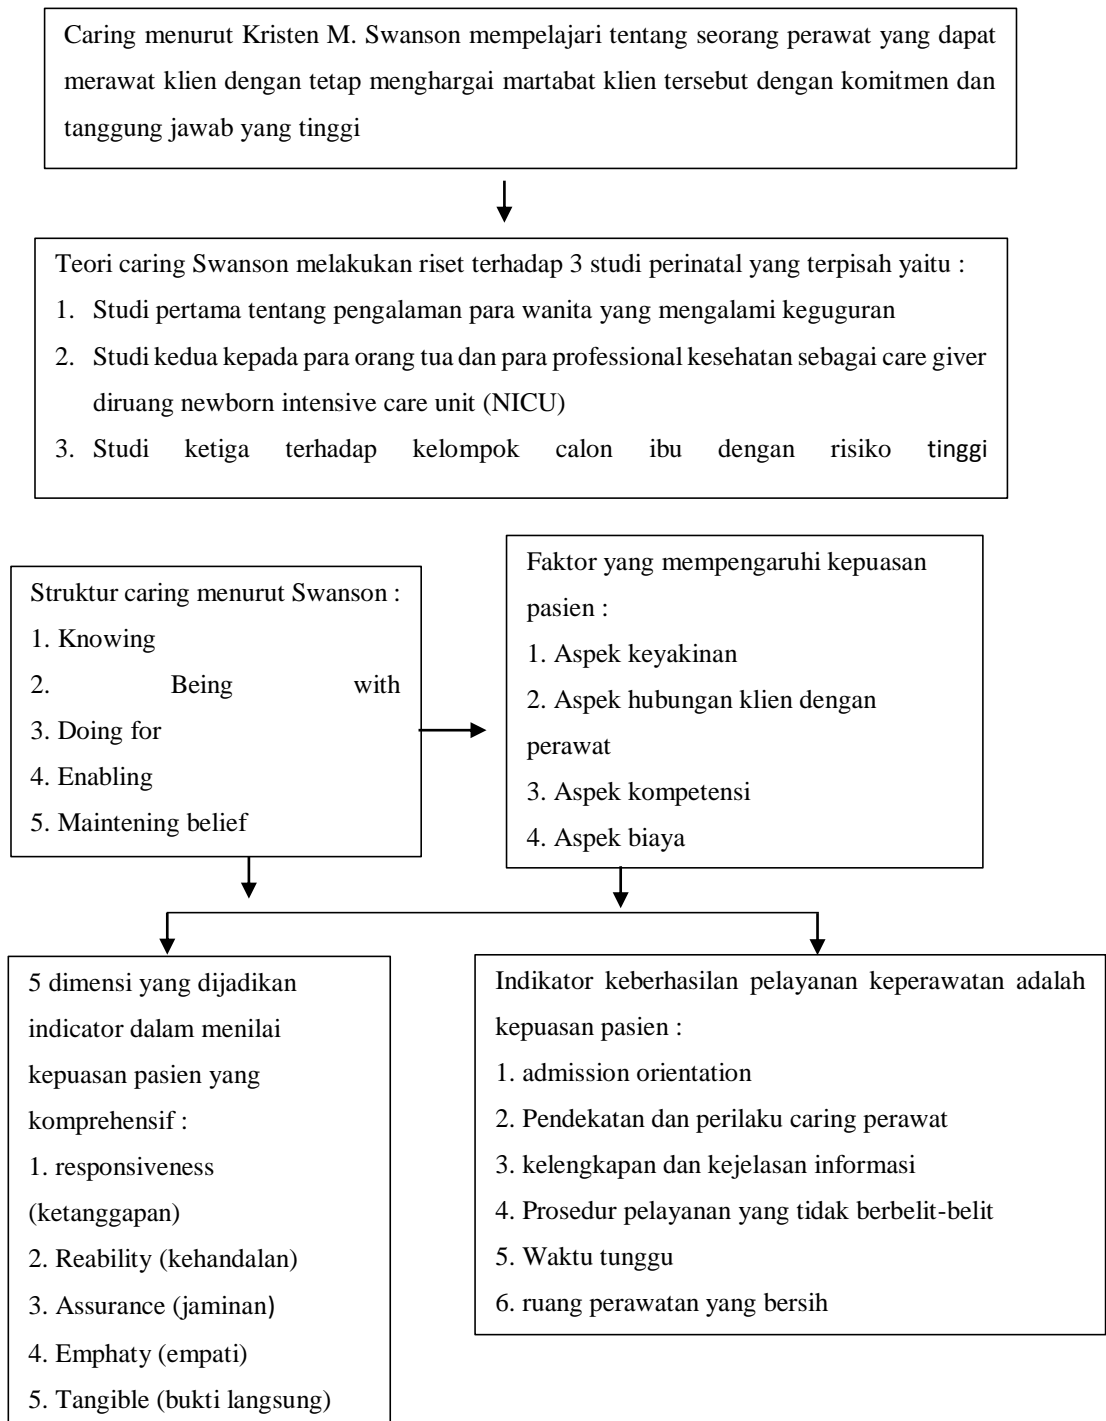 Caring menurut Kristen M. Swanson mempelajari tentang seorang perawat yang dapat
merawat klien dengan tetap menghargai martabat klien tersebut dengan komitmen dan
tanggung jawab yang tinggi
Teori caring Swanson melakukan riset terhadap 3 studi perinatal yang terpisah yaitu :
1. Studi pertama tentang pengalaman para wanita yang mengalami keguguran
2. Studi kedua kepada para orang tua dan para professional kesehatan sebagai care giver
diruang newborn intensive care unit (NICU)
3. Studi ketiga terhadap kelompok calon ibu dengan risiko tinggi
Struktur caring menurut Swanson :
1. Knowing
2. Being with
3. Doing for
4. Enabling
5. Maintening belief
Faktor yang mempengaruhi kepuasan
pasien :
1. Aspek keyakinan
2. Aspek hubungan klien dengan
perawat
3. Aspek kompetensi
4. Aspek biaya
5 dimensi yang dijadikan
indicator dalam menilai
kepuasan pasien yang
komprehensif :
1. responsiveness
(ketanggapan)
2. Reability (kehandalan)
3. Assurance (jaminan)
4. Emphaty (empati)
5. Tangible (bukti langsung)
Indikator keberhasilan pelayanan keperawatan adalah
kepuasan pasien :
1. admission orientation
2. Pendekatan dan perilaku caring perawat
3. kelengkapan dan kejelasan informasi
4. Prosedur pelayanan yang tidak berbelit-belit
5. Waktu tunggu
6. ruang perawatan yang bersih